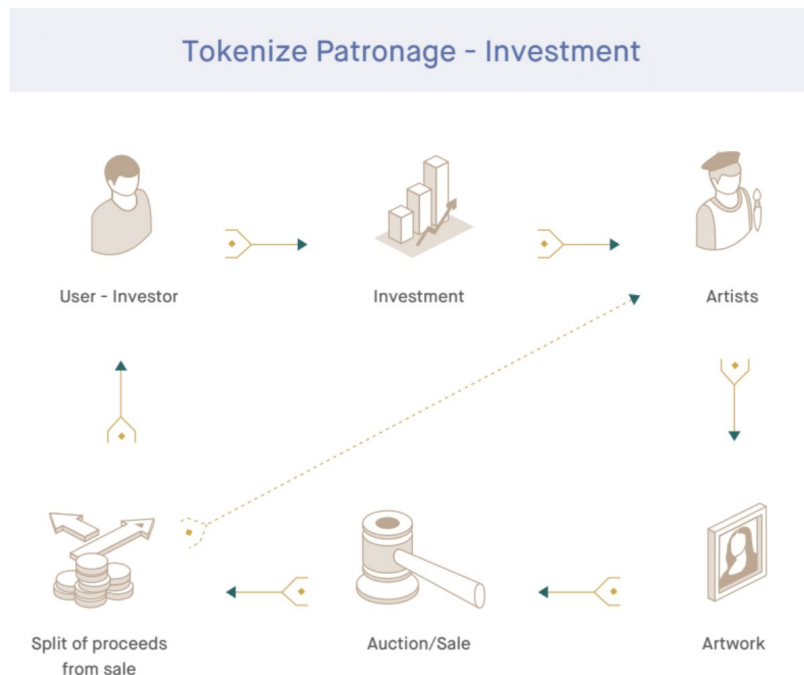 Tokenize Patronage - Investment
User - Investor
Investment
Artists
Split of proceeds
from sale
Auction/Sale
Artwork